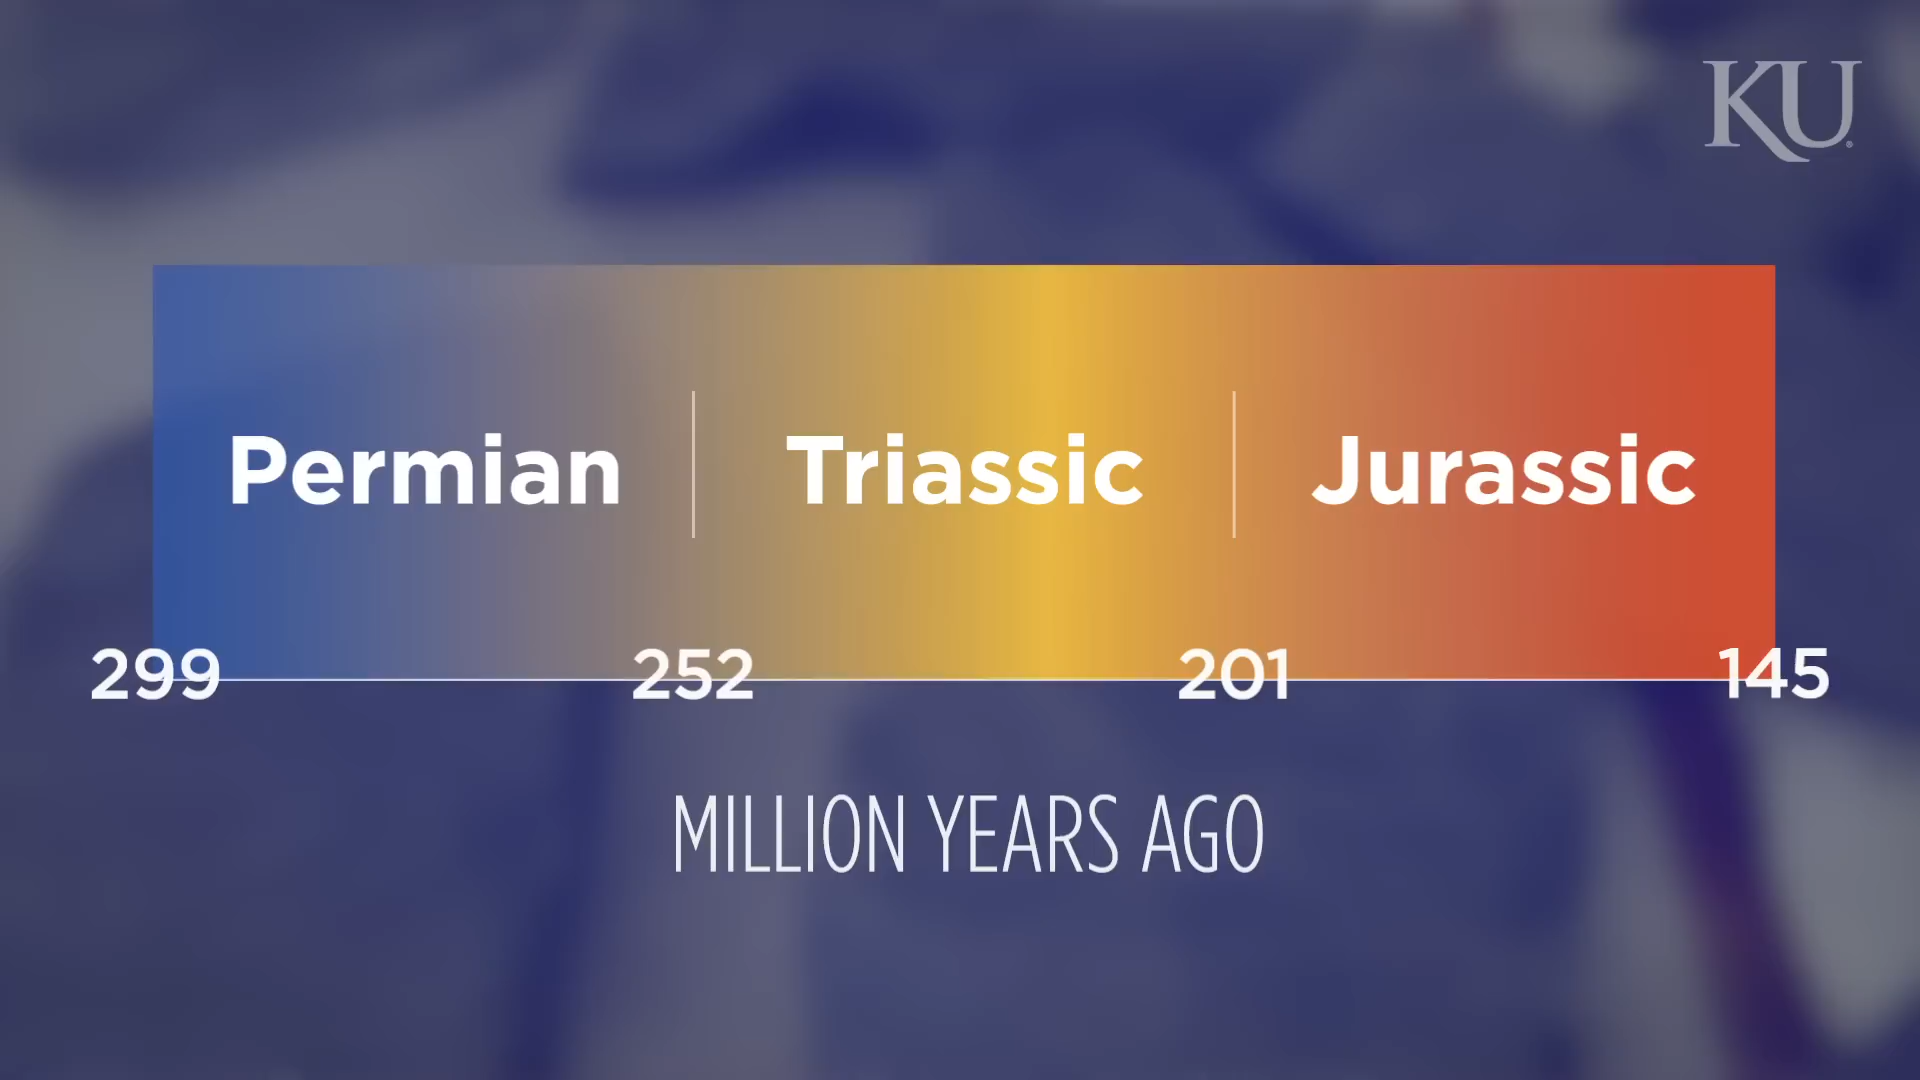 KU
Permian Triassic Jurassic
299 252 201 145
MILLION YEARS AGO